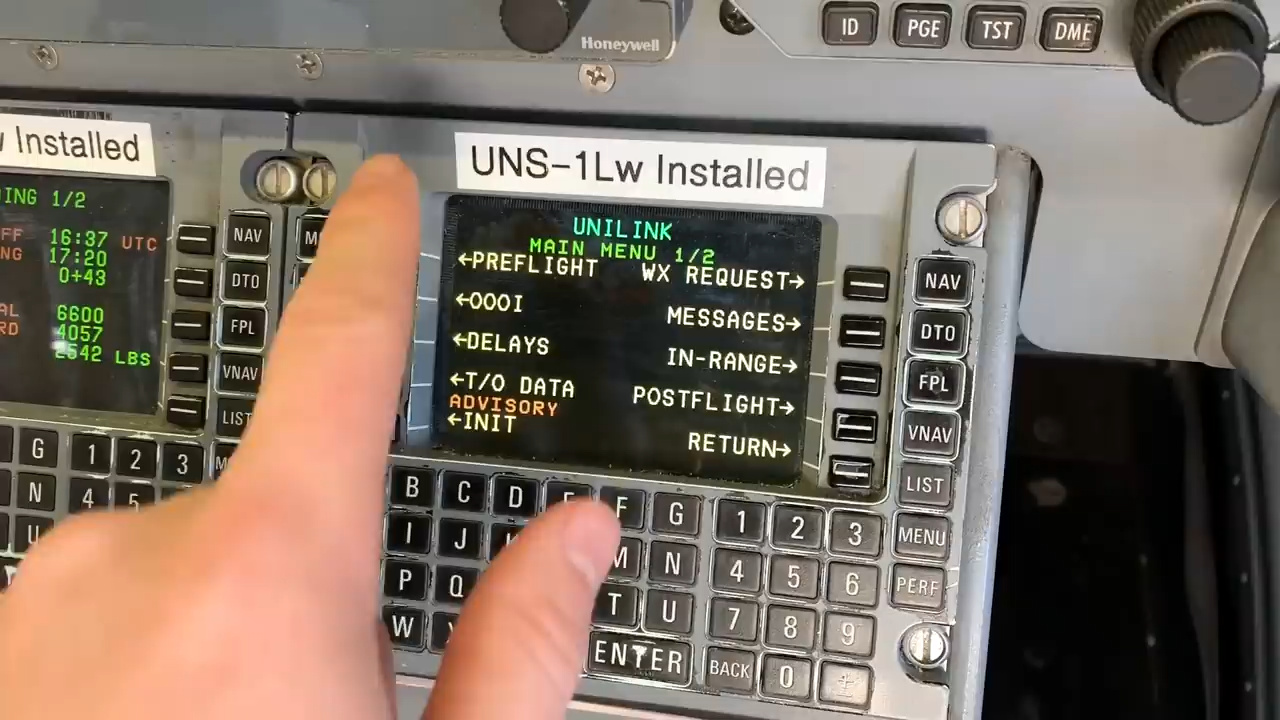 Honeywell
ID PGE TST DME
Installed
UNS-1Lw Installed
1/2
16:37 UTC
17:20
0+43
6600
4057
2542 LBS
NAV
DTO
FPL
VNAV
LIST
G 1 2 3
N 4 5
U
UNILINK
MAIN MENU 1/2
←PREFLIGHT WX REQUEST→
←OOOI MESSAGES→
←DELAYS IN-RANGE→
←T/O DATA POSTFLIGHT→
ADVISORY
←INIT RETURN→
NAV
DTO
FPL
VNAV
LIST
MENU
PERF
B C D E F G 1 2 3
I J M N 4 5 6
P Q T U 7 8 9
W ENTER BACK 0 ±